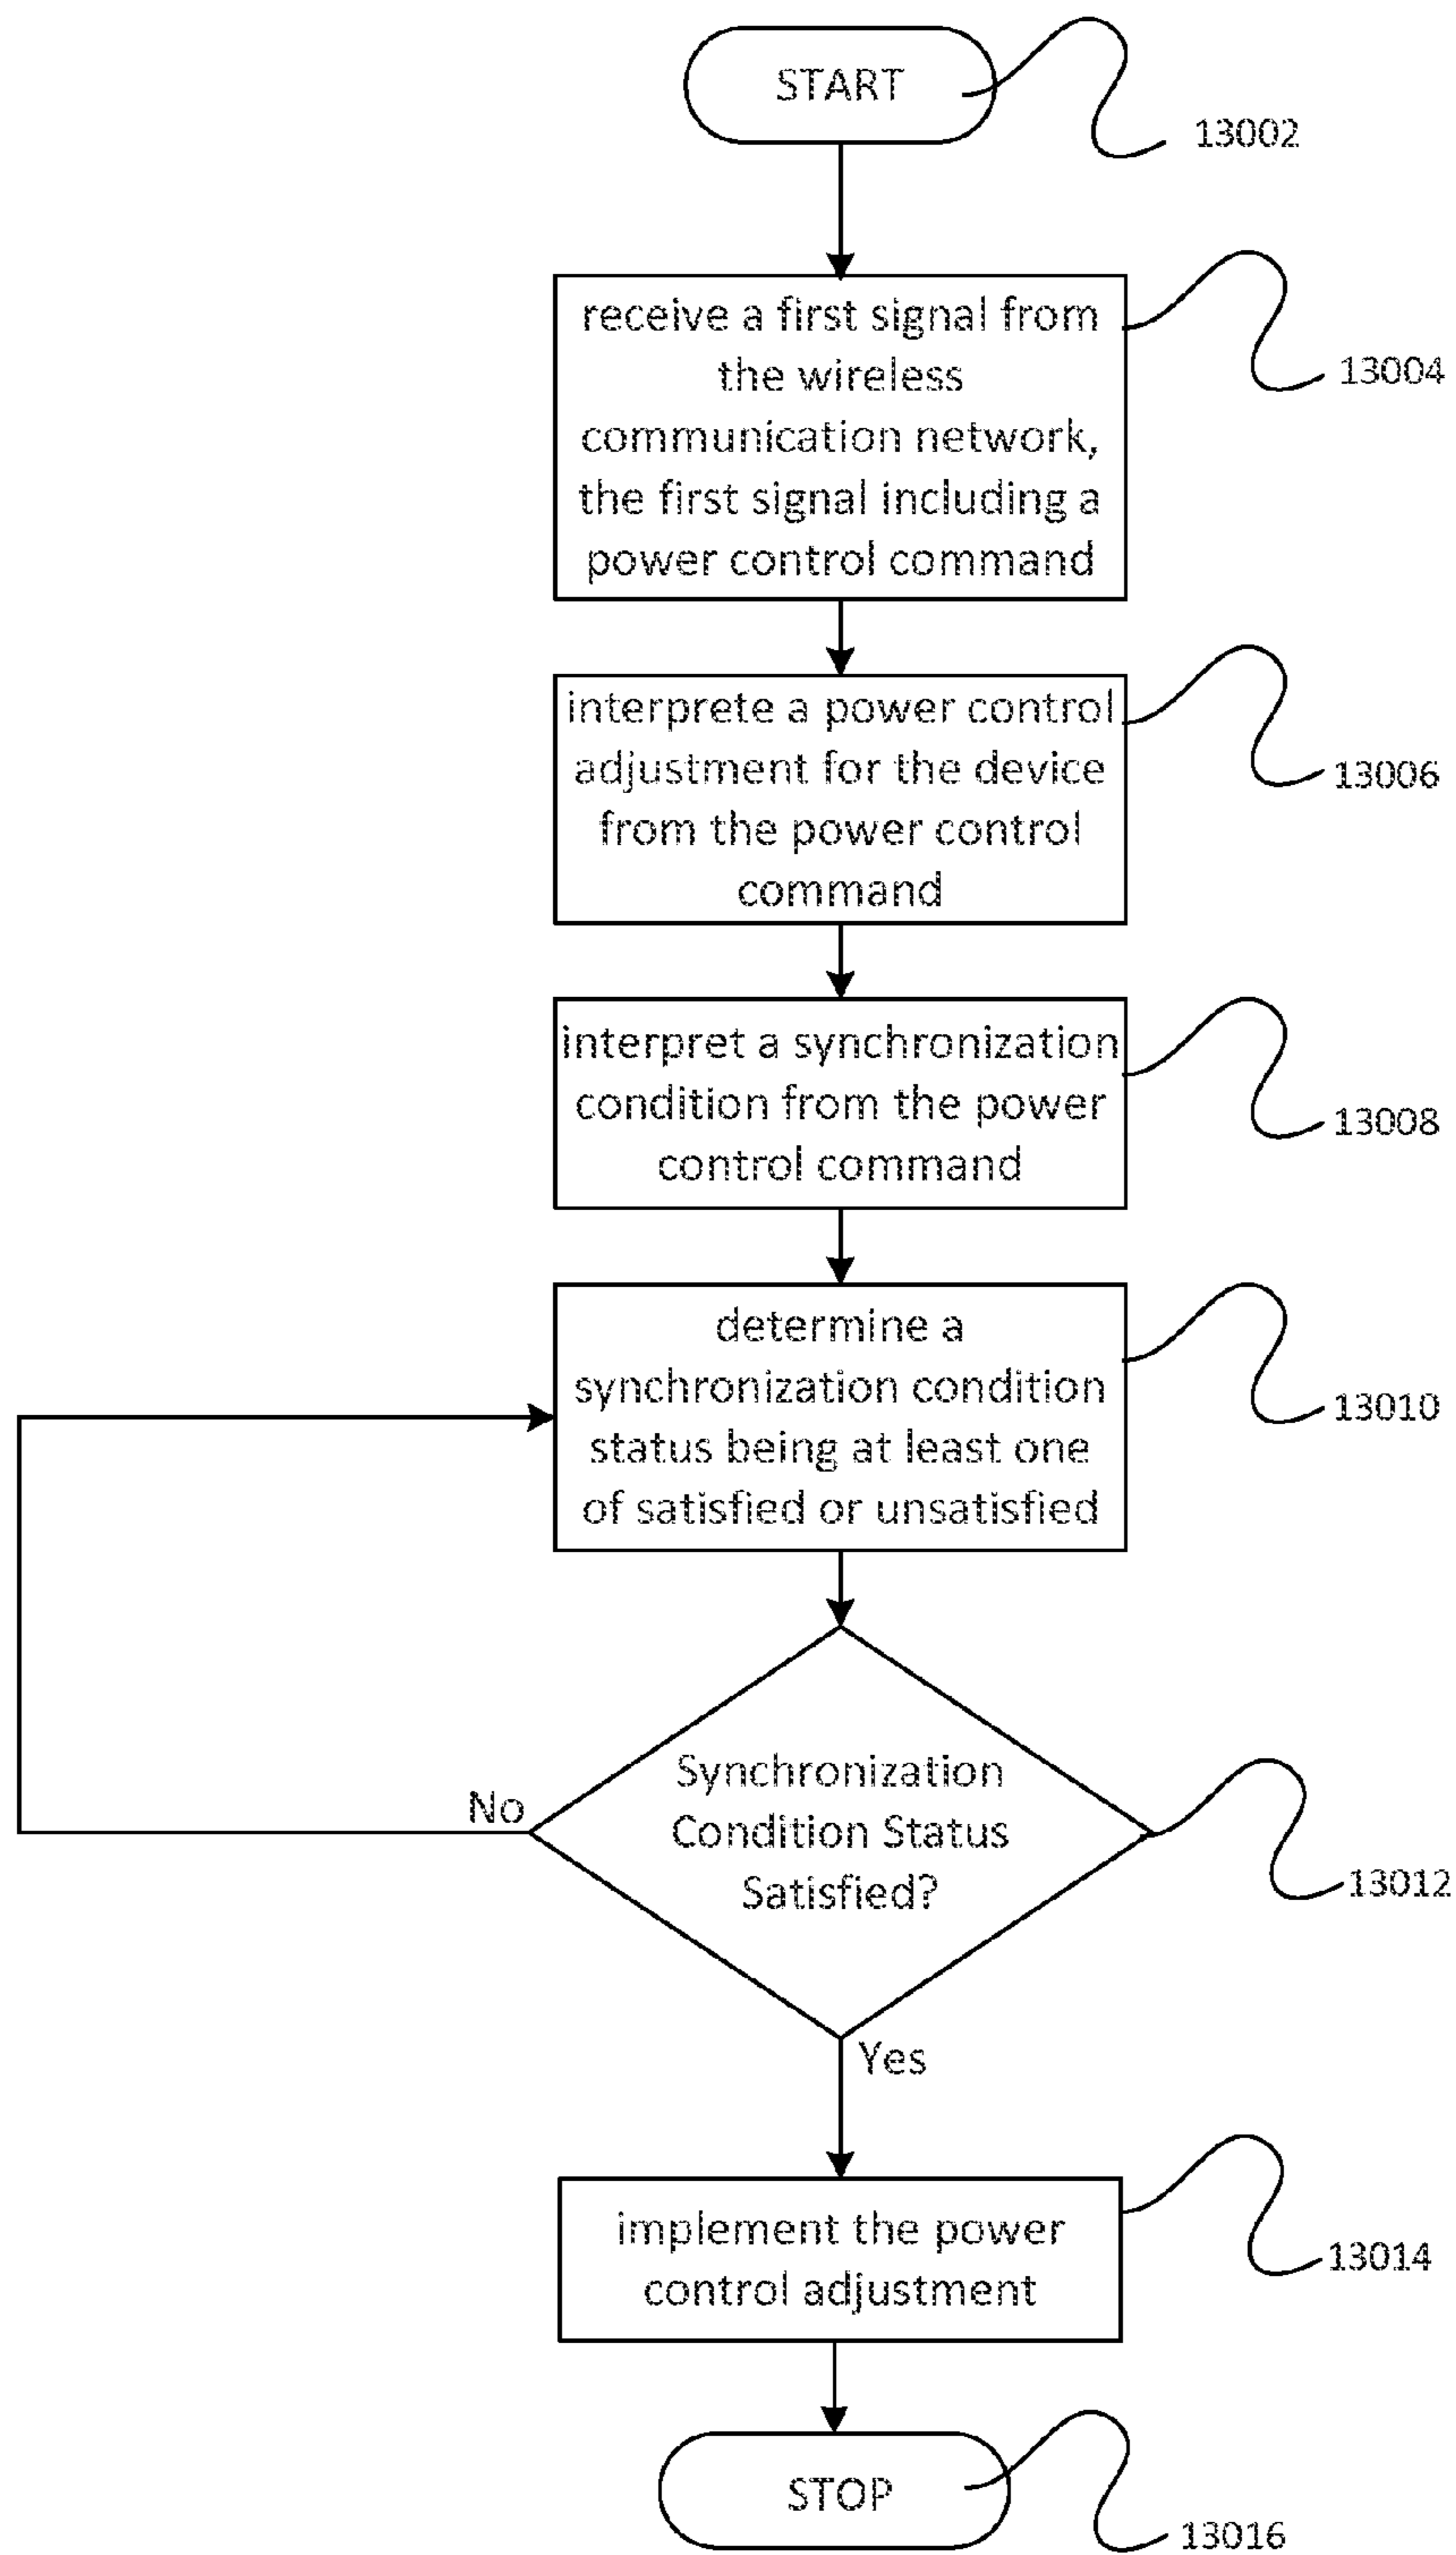 START
13002
receive a first signal from
the wireless
communication network,
the first signal including a
power control command
13004
interprete a power control
adjustment for the device
from the power control
command
13006
interpret a synchronization
condition from the power
control command
13008
determine a
synchronization condition
status being at least one
of satisfied or unsatisfied
13010
Synchronization
Condition Status
Satisfied?
No
13012
Yes
implement the power
control adjustment
13014
STOP
13016